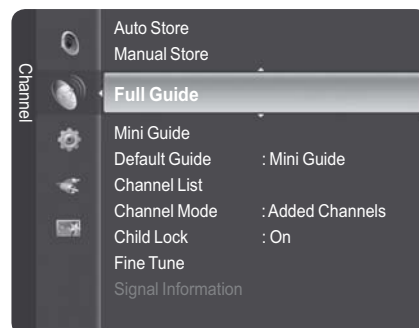 Channel
Auto Store
Manual Store
Full Guide
Mini Guide
Default Guide : Mini Guide
Channel List
Channel Mode : Added Channels
Child Lock : On
Fine Tune
Signal Information